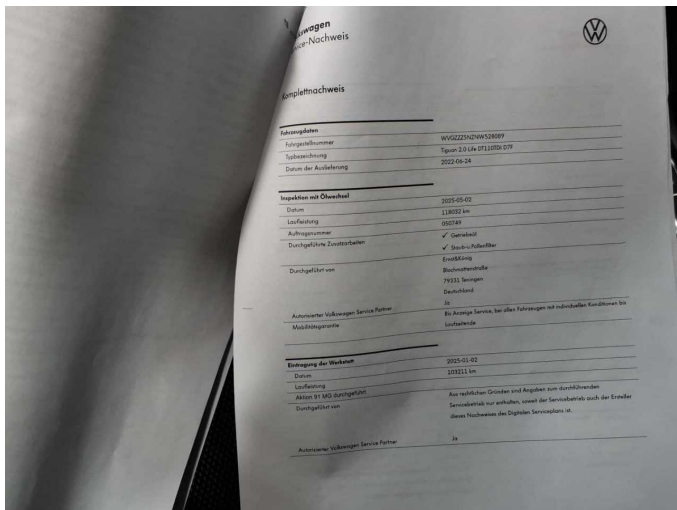 Volkswagen
Service-Nachweis
Komplettnachweis
Fahrzeugdaten
Fahrgestellnummer WVGZZZ5NZNW528089
Typbezeichnung Tiguan 2.0 Life DT110TDI D7F
Datum der Auslieferung 2022-06-24
Inspektion mit Ölwechsel
Datum 2025-05-02
Laufleistung 118032 km
Auftragsnummer 050749
Durchgeführte Zusatzarbeiten ✓ Getriebeöl
✓ Staub-u.Pollenfilter
Durchgeführt von Ernst&König
Blochmattenstraße
79331 Teningen
Deutschland
Autorisierter Volkswagen Service Partner Ja
Mobilitätsgarantie Bis Anzeige Service, bei allen Fahrzeugen mit individuellen Konditionen bis
Laufzeitende
Eintragung der Werkstatt
Datum 2025-01-02
Laufleistung 103211 km
Aktion 91 MG durchgeführt
Durchgeführt von Aus rechtlichen Gründen sind Angaben zum durchführenden
Servicebetrieb nur enthalten, soweit der Servicebetrieb auch der Ersteller
dieses Nachweises des Digitalen Serviceplans ist.
Autorisierter Volkswagen Service Partner Ja